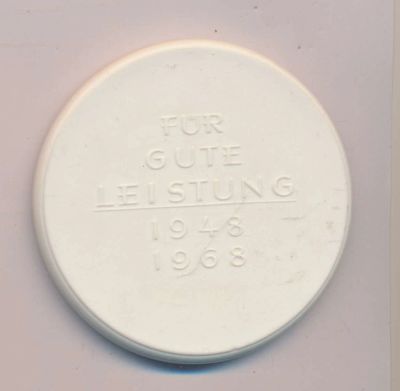 FÜR
GUTE
LEISTUNG
1948
1968